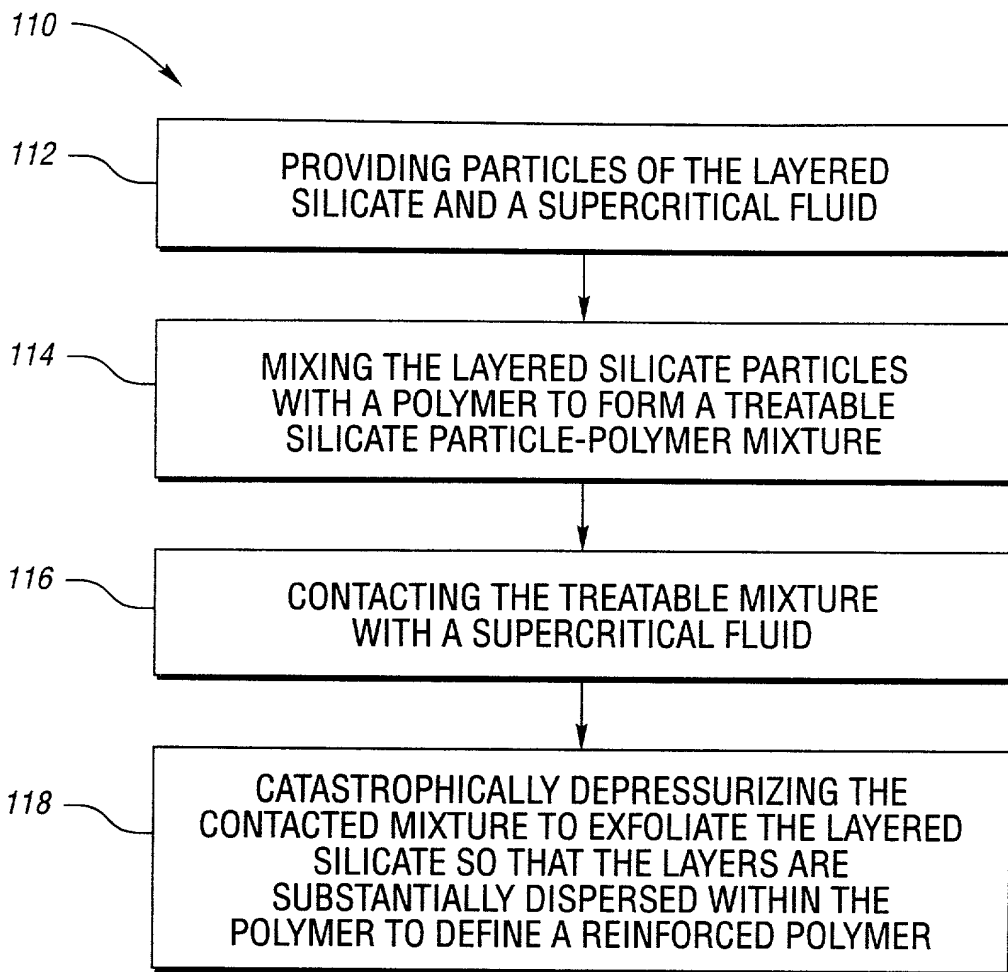 110
112
PROVIDING PARTICLES OF THE LAYERED
SILICATE AND A SUPERCRITICAL FLUID
114
MIXING THE LAYERED SILICATE PARTICLES
WITH A POLYMER TO FORM A TREATABLE
SILICATE PARTICLE-POLYMER MIXTURE
116
CONTACTING THE TREATABLE MIXTURE
WITH A SUPERCRITICAL FLUID
118
CATASTROPHICALLY DEPRESSURIZING THE
CONTACTED MIXTURE TO EXFOLIATE THE LAYERED
SILICATE SO THAT THE LAYERS ARE
SUBSTANTIALLY DISPERSED WITHIN THE
POLYMER TO DEFINE A REINFORCED POLYMER